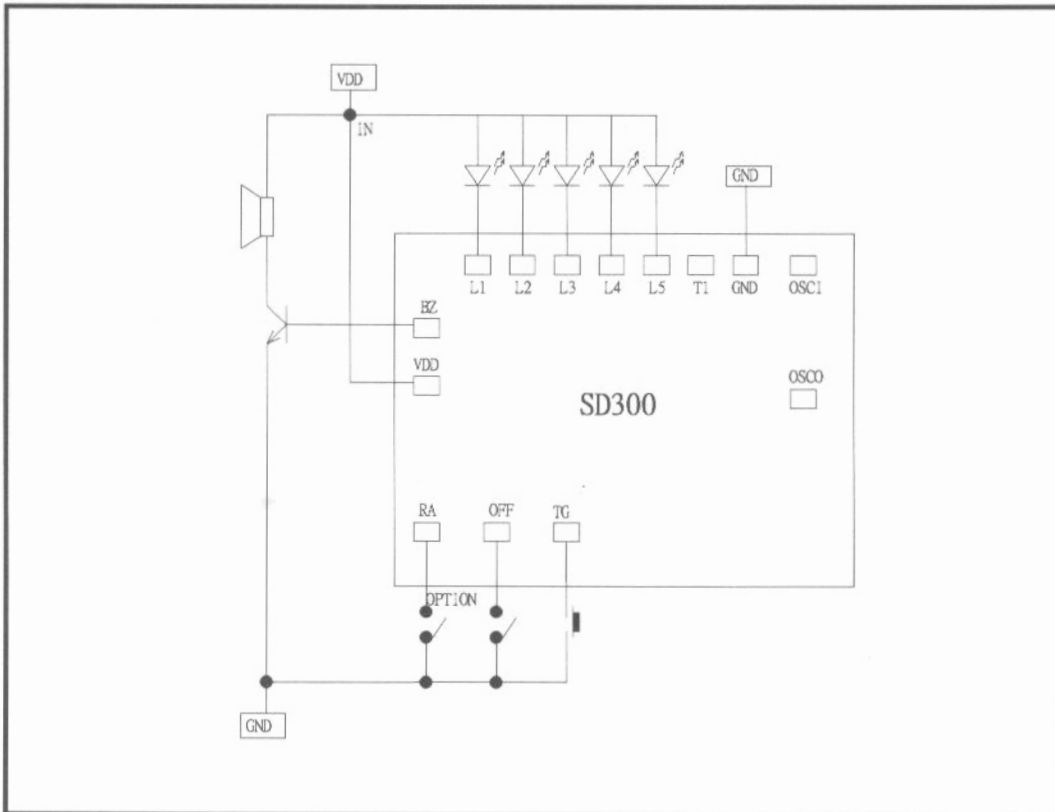 VDD
IN
GND
L1 L2 L3 L4 L5 T1 GND OSCI
BZ
VDD
OSCO
SD300
RA OFF TG
OPTION
GND